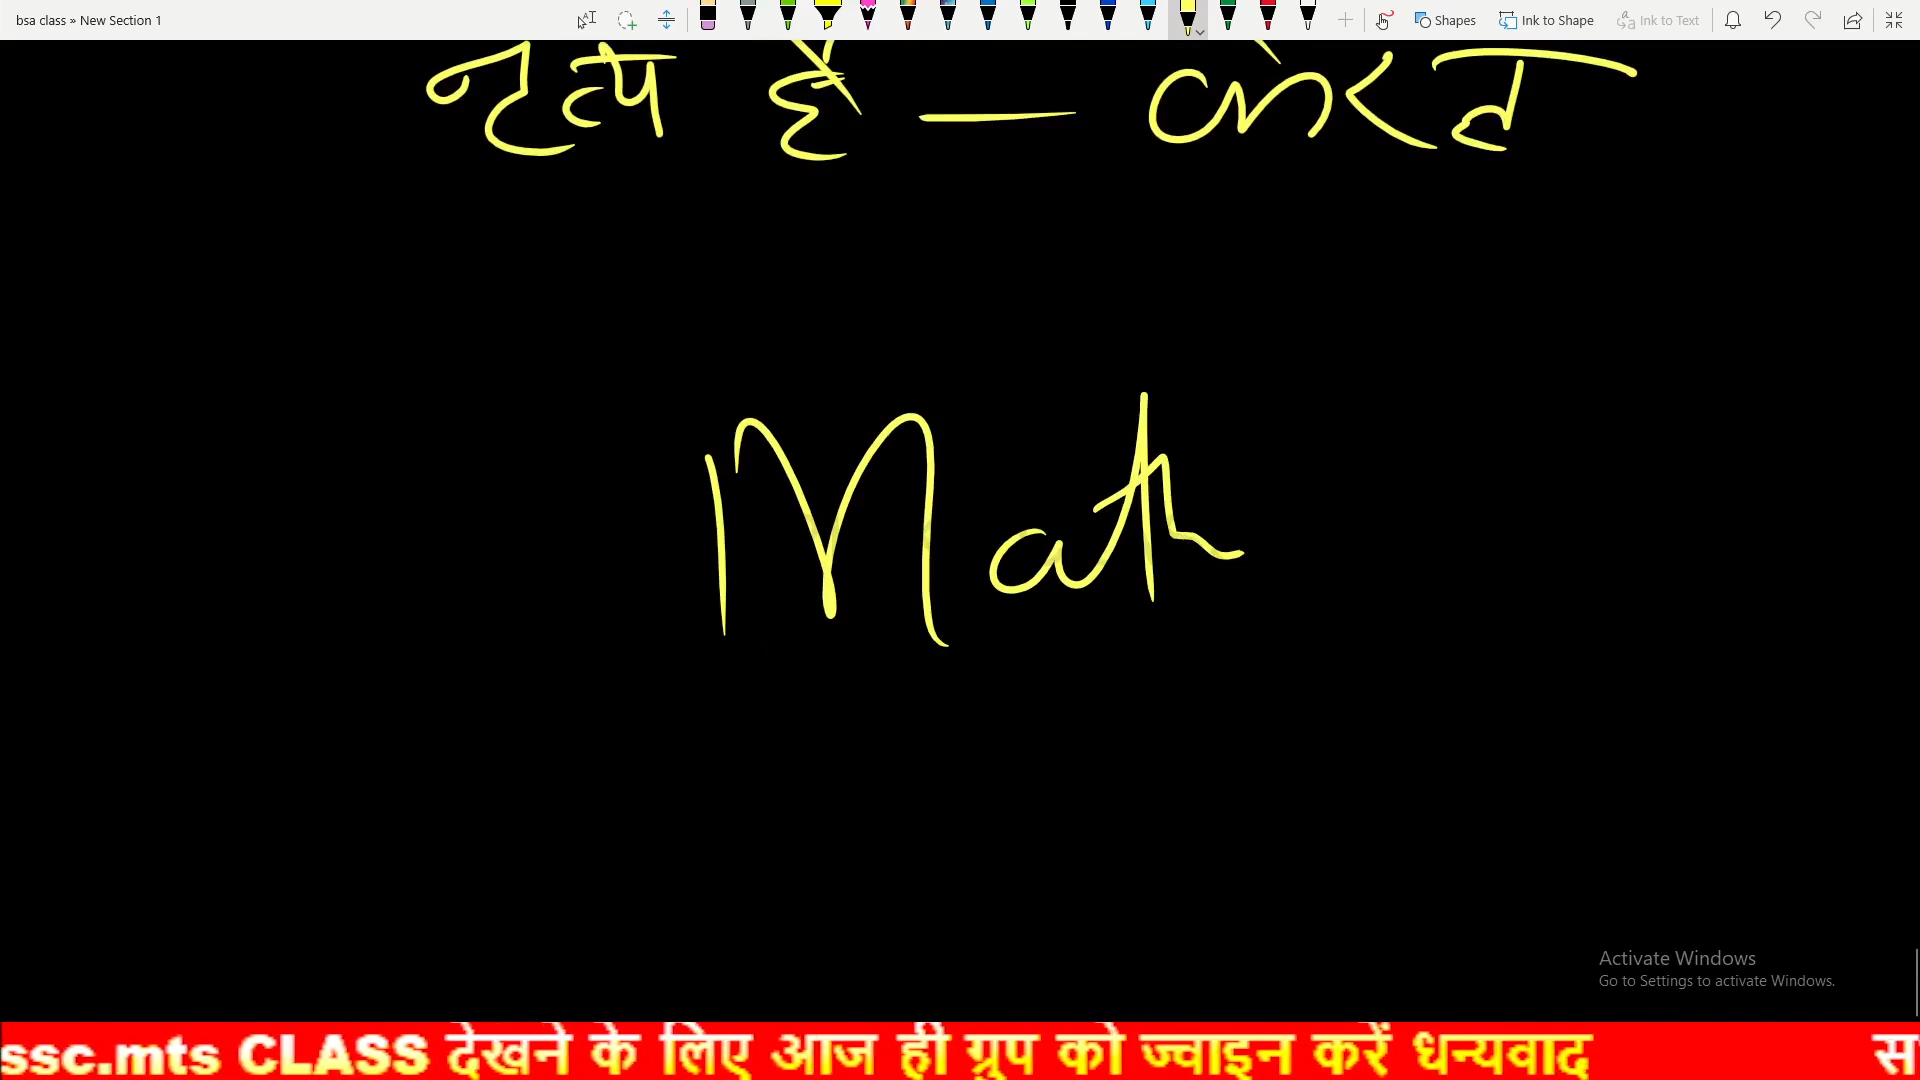 bsa class » New Section 1
Shapes
Ink to Shape
Ink to Text
नृत्य है —
Math
Activate Windows
Go to Settings to activate Windows.
ssc.mts CLASS देखने के लिए आज ही ग्रुप को ज्वाइन करें धन्यवाद